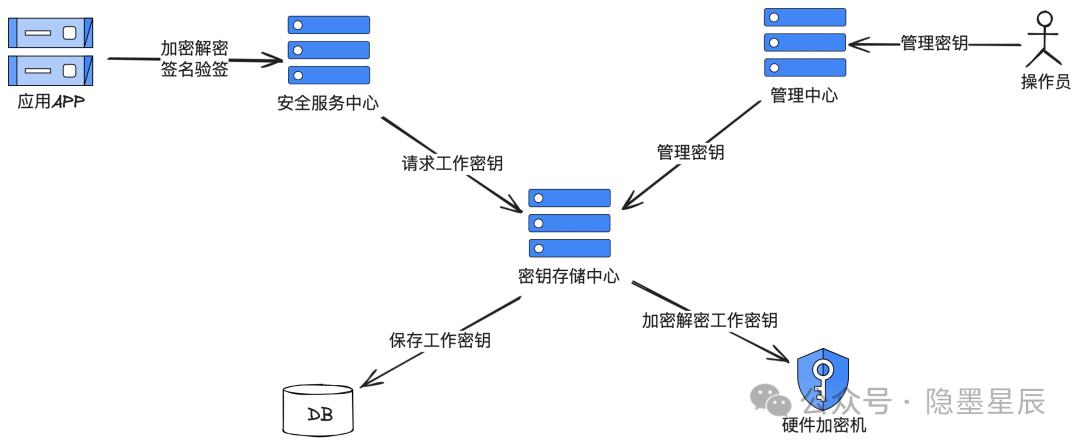 加密解密
签名验签
应用APP
安全服务中心
管理中心
管理密钥
操作员
请求工作密钥
管理密钥
密钥存储中心
保存工作密钥
加密解密工作密钥
DB
公众号 · 隐墨星辰
硬件加密机